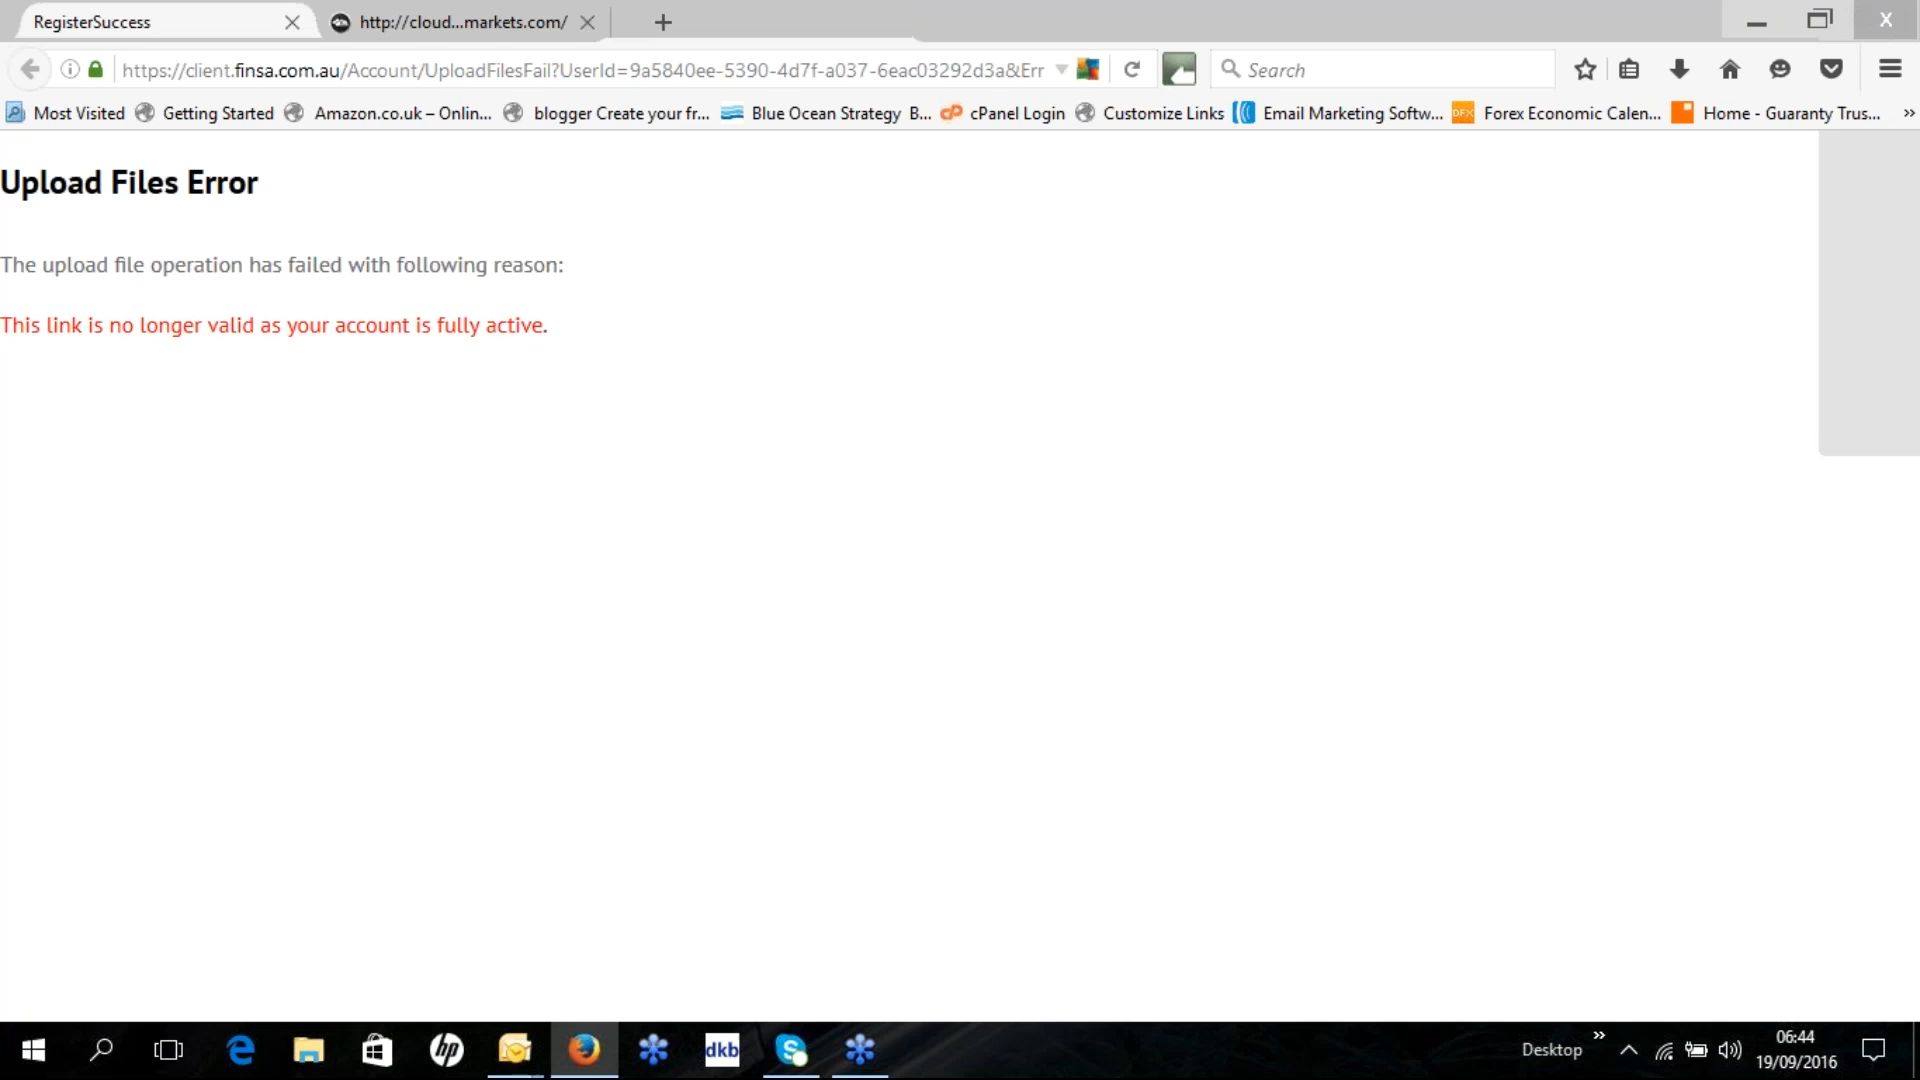 RegisterSuccess
http://cloud...markets.com/
X
https://client.finsa.com.au/Account/UploadFilesFail?UserId=9a5840ee-5390-4d7f-a037-6eac03292d3a&Err
Search
Most Visited
Getting Started
Amazon.co.uk – Onlin...
blogger Create your fr...
Blue Ocean Strategy B...
cP
cPanel Login
Customize Links
Email Marketing Softw...
DFX
Forex Economic Calen...
Home - Guaranty Trus...
»
Upload Files Error
The upload file operation has failed with following reason:
This link is no longer valid as your account is fully active.
hp
dkb
S
Desktop
»
06:44
19/09/2016